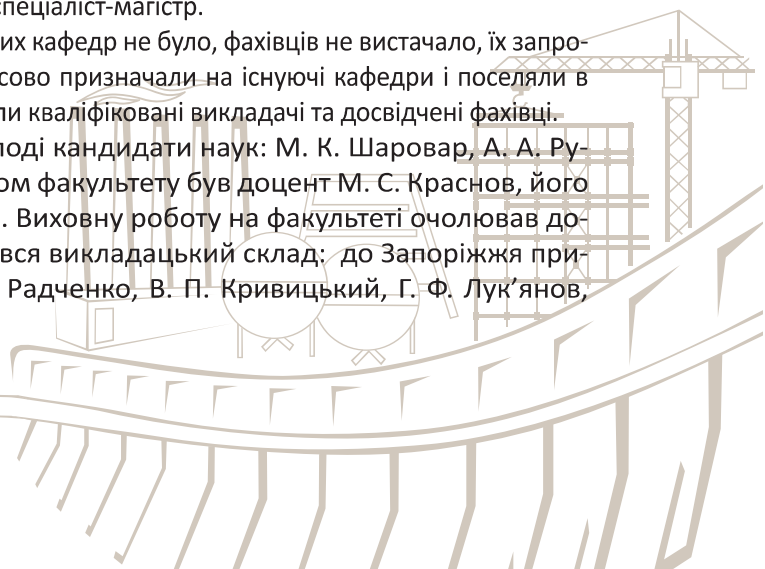 спеціаліст-магістр.
их кафедр не було, фахівців не вистачало, їх запро-
сово призначали на існуючі кафедри і поселяли в
ли кваліфіковані викладачі та досвідчені фахівці.
лоді кандидати наук: М. К. Шаровар, А. А. Ру-
ом факультету був доцент М. С. Краснов, його
. Виховну роботу на факультеті очолював до-
вся викладацький склад: до Запоріжжя при-
Радченко, В. П. Кривицький, Г. Ф. Лук’янов,